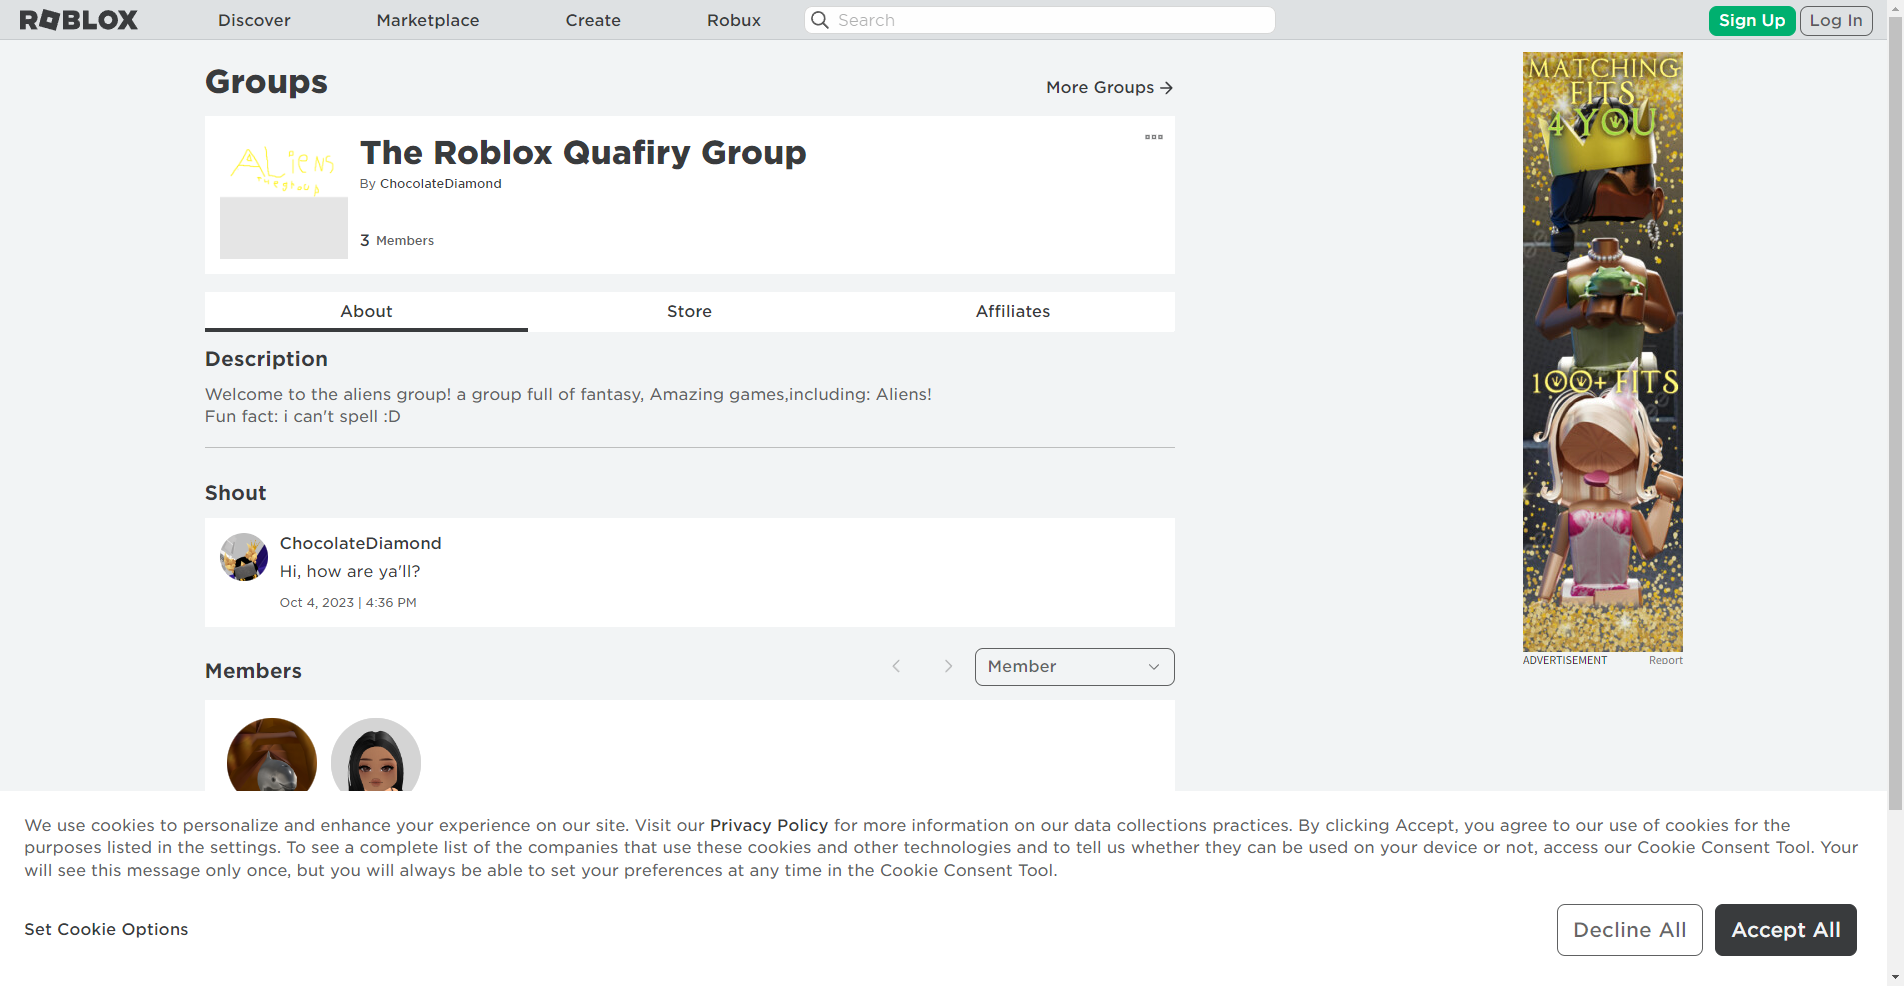 ROBLOX
Discover
Marketplace
Create
Robux
Search
Sign Up
Log In
Groups
More Groups
ALiENS
the group
The Roblox Quafiry Group
By ChocolateDiamond
3 Members
About
Store
Affiliates
Description
Welcome to the aliens group! a group full of fantasy, Amazing games,including: Aliens!
Fun fact: i can't spell :D
Shout
ChocolateDiamond
Hi, how are ya'll?
Oct 4, 2023 | 4:36 PM
Members
Member
MATCHING
FITS
4 YOU
100+ FITS
ADVERTISEMENT
Report
We use cookies to personalize and enhance your experience on our site. Visit our Privacy Policy for more information on our data collections practices. By clicking Accept, you agree to our use of cookies for the
purposes listed in the settings. To see a complete list of the companies that use these cookies and other technologies and to tell us whether they can be used on your device or not, access our Cookie Consent Tool. Your
will see this message only once, but you will always be able to set your preferences at any time in the Cookie Consent Tool.
Set Cookie Options
Decline All
Accept All